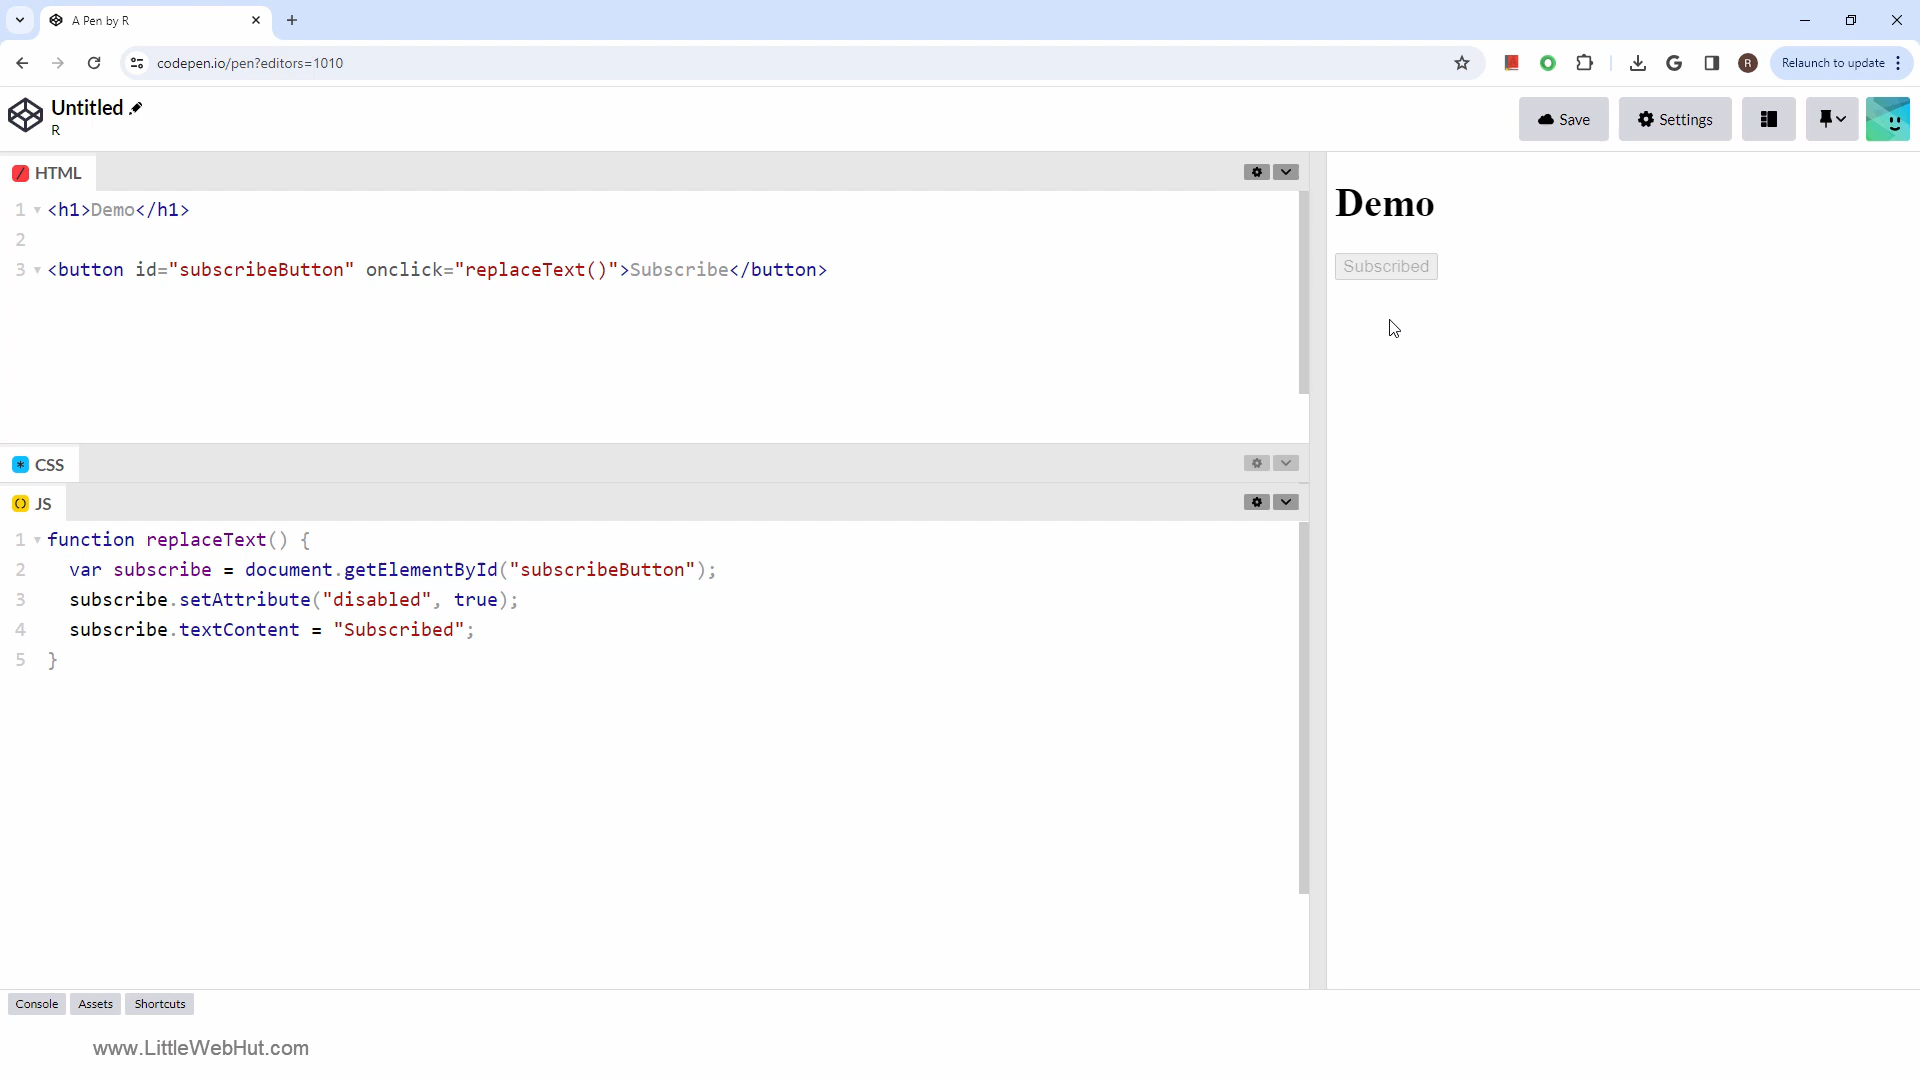 A Pen by R
codepen.io/pen?editors=1010
R
Relaunch to update
Untitled
R
Save
Settings
HTML
1 <h1>Demo</h1>
2
3 <button id="subscribeButton" onclick="replaceText()">Subscribe</button>
CSS
JS
1 function replaceText() {
2 var subscribe = document.getElementById("subscribeButton");
3 subscribe.setAttribute("disabled", true);
4 subscribe.textContent = "Subscribed";
5 }
Demo
Subscribed
Console
Assets
Shortcuts
www.LittleWebHut.com